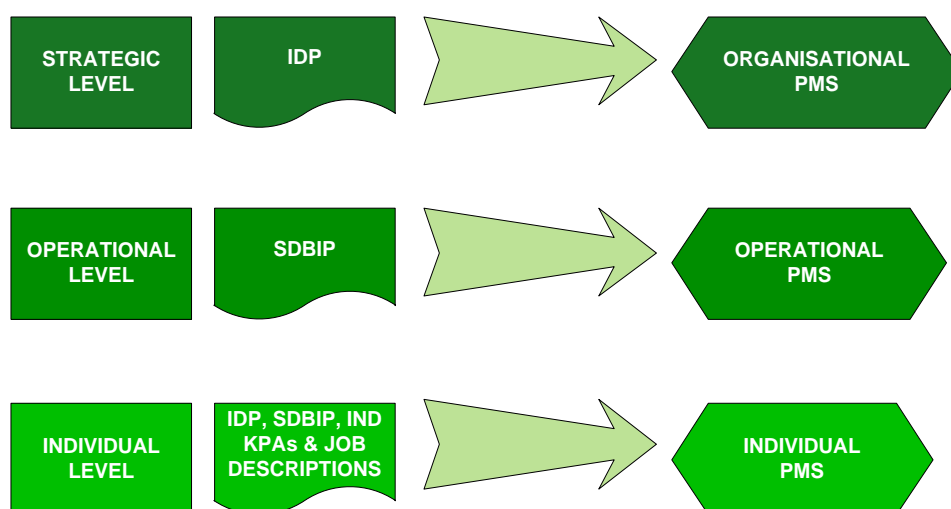 STRATEGIC
LEVEL
IDP
ORGANISATIONAL
PMS
OPERATIONAL
LEVEL
SDBIP
OPERATIONAL
PMS
INDIVIDUAL
LEVEL
IDP, SDBIP, IND
KPAs & JOB
DESCRIPTIONS
INDIVIDUAL
PMS